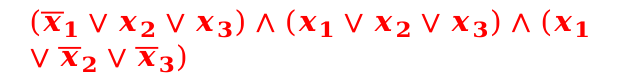 (x̅₁ ∨ x₂ ∨ x₃) ∧ (x₁ ∨ x₂ ∨ x₃) ∧ (x₁
∨ x̅₂ ∨ x̅₃)